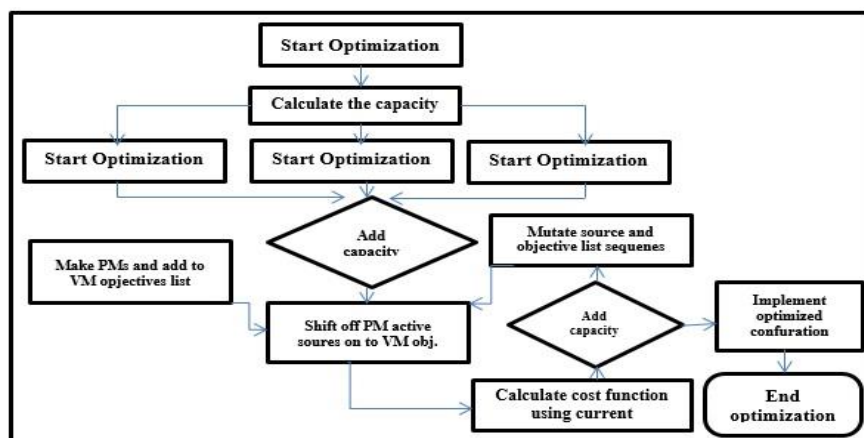 Start Optimization
Calculate the capacity
Start Optimization
Start Optimization
Start Optimization
Add
capacity
Mutate source and
objective list sequenes
Make PMs and add to
VM opjectives list
Shift off PM active
soures on to VM obj.
Add
capacity
Implement
optimized
confuration
Calculate cost function
using current
End
optimization